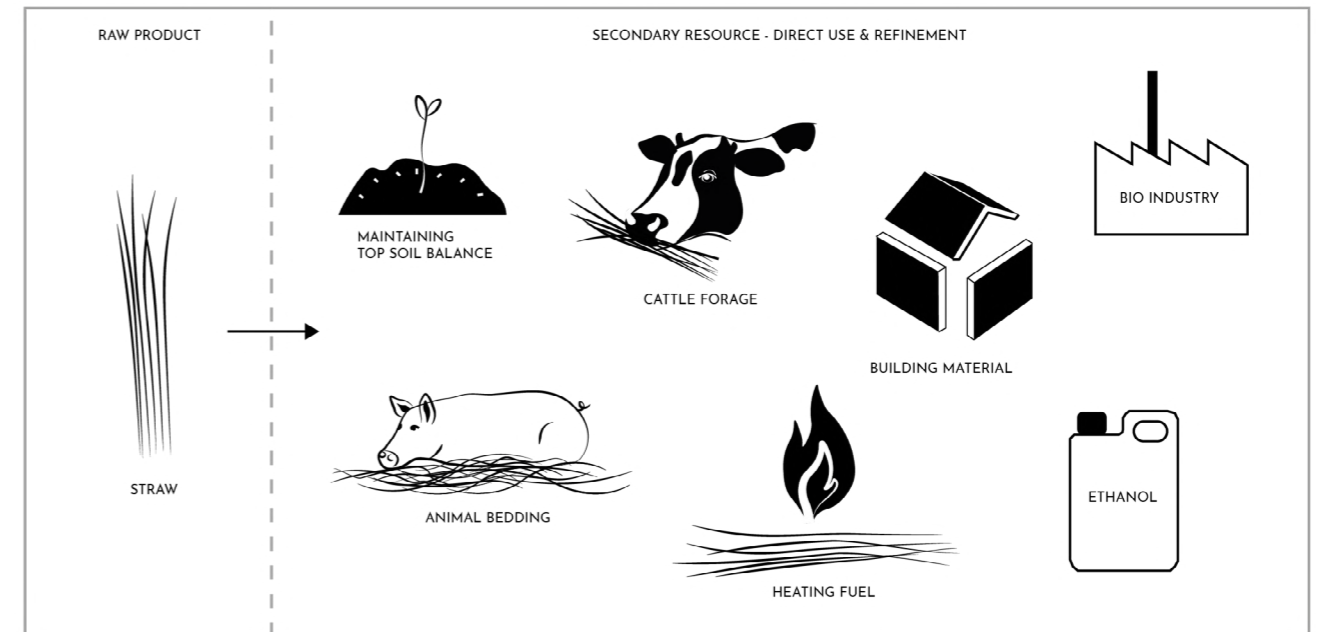 RAW PRODUCT
SECONDARY RESOURCE - DIRECT USE & REFINEMENT
BIO INDUSTRY
MAINTAINING
TOP SOIL BALANCE
CATTLE FORAGE
BUILDING MATERIAL
STRAW
ANIMAL BEDDING
ETHANOL
HEATING FUEL